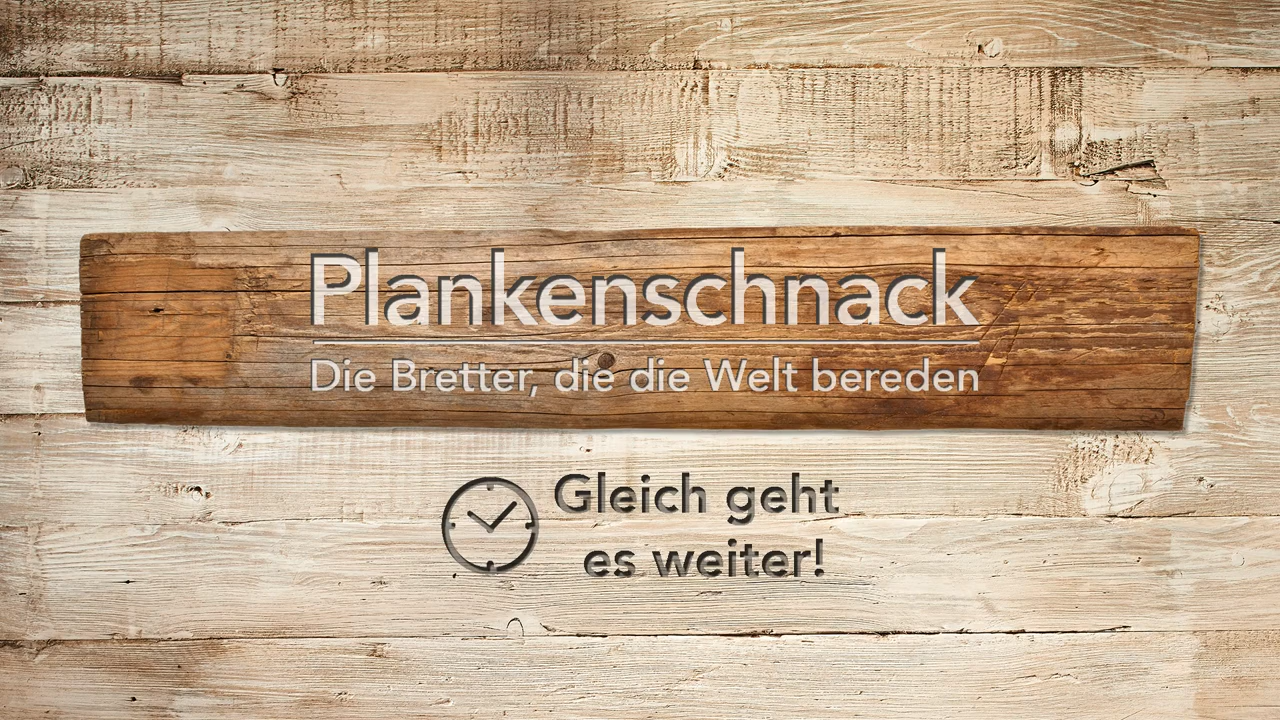 Plankenschnack
Die Bretter, die die Welt bereden
Gleich geht
es weiter!